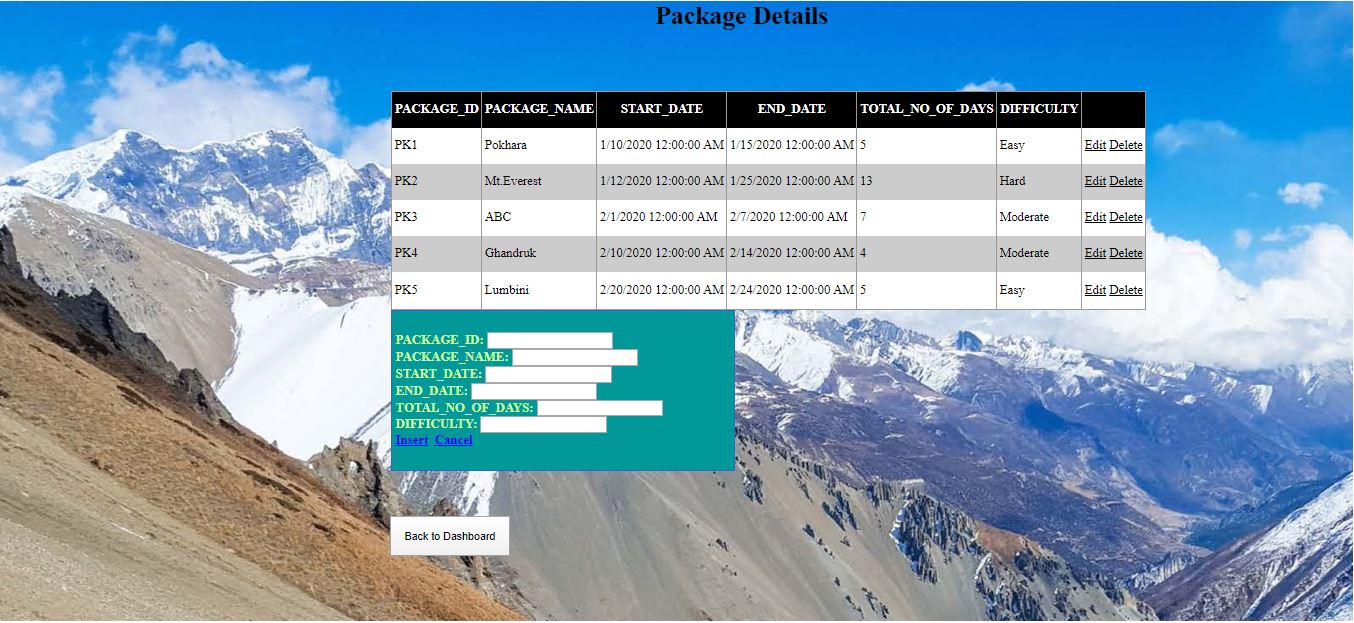 Package Details
PACKAGE_ID PACKAGE_NAME START_DATE END_DATE TOTAL_NO_OF_DAYS DIFFICULTY
PK1 Pokhara 1/10/2020 12:00:00 AM 1/15/2020 12:00:00 AM 5 Easy Edit Delete
PK2 Mt.Everest 1/12/2020 12:00:00 AM 1/25/2020 12:00:00 AM 13 Hard Edit Delete
PK3 ABC 2/1/2020 12:00:00 AM 2/7/2020 12:00:00 AM 7 Moderate Edit Delete
PK4 Ghandruk 2/10/2020 12:00:00 AM 2/14/2020 12:00:00 AM 4 Moderate Edit Delete
PK5 Lumbini 2/20/2020 12:00:00 AM 2/24/2020 12:00:00 AM 5 Easy Edit Delete
PACKAGE_ID:
PACKAGE_NAME:
START_DATE:
END_DATE:
TOTAL_NO_OF_DAYS:
DIFFICULTY:
Insert Cancel
Back to Dashboard